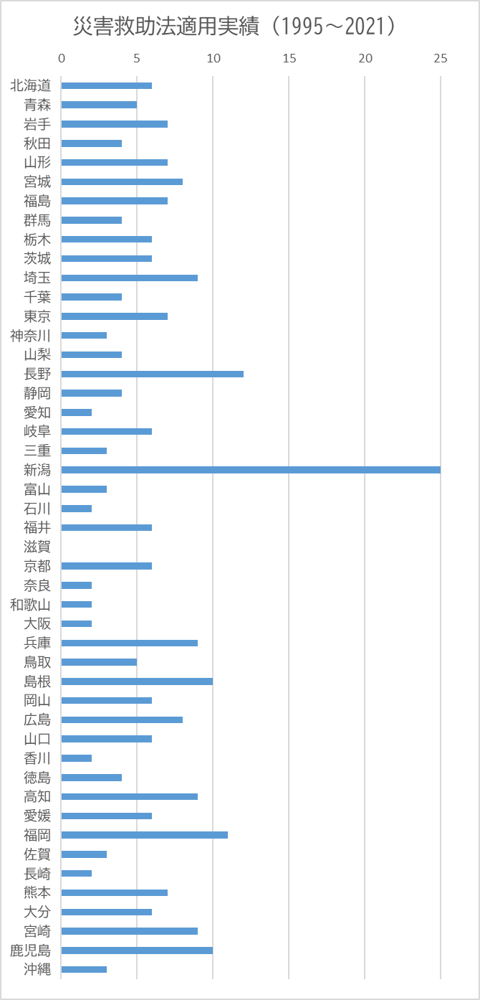 災害救助法適用実績（1995～2021）
0 5 10 15 20 25
北海道
青森
岩手
秋田
山形
宮城
福島
群馬
栃木
茨城
埼玉
千葉
東京
神奈川
山梨
長野
静岡
愛知
岐阜
三重
新潟
富山
石川
福井
滋賀
京都
奈良
和歌山
大阪
兵庫
鳥取
島根
岡山
広島
山口
香川
徳島
高知
愛媛
福岡
佐賀
長崎
熊本
大分
宮崎
鹿児島
沖縄